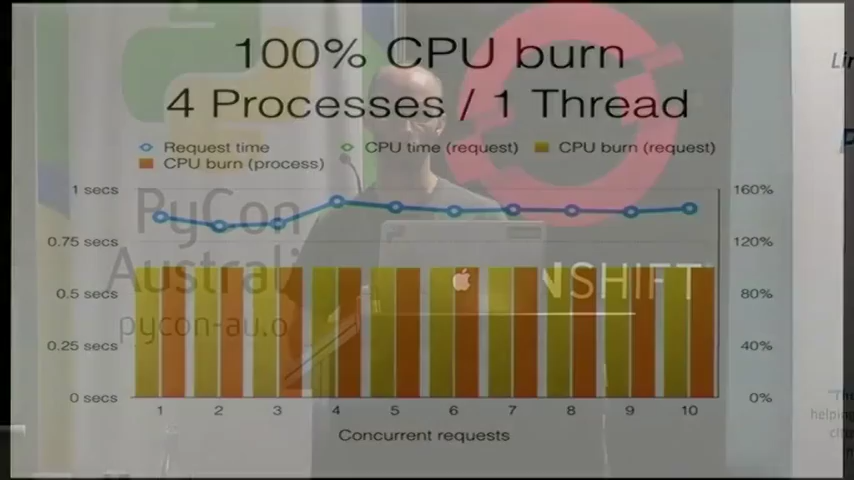 100% CPU burn
4 Processes / 1 Thread
Request time
CPU time (request)
CPU burn (request)
CPU burn (process)
1 secs
0.75 secs
0.5 secs
0.25 secs
0 secs
160%
120%
80%
40%
0%
1 2 3 4 5 6 7 8 9 10
Concurrent requests
PyCon
Australi
pycon-au.o
NSHIFT